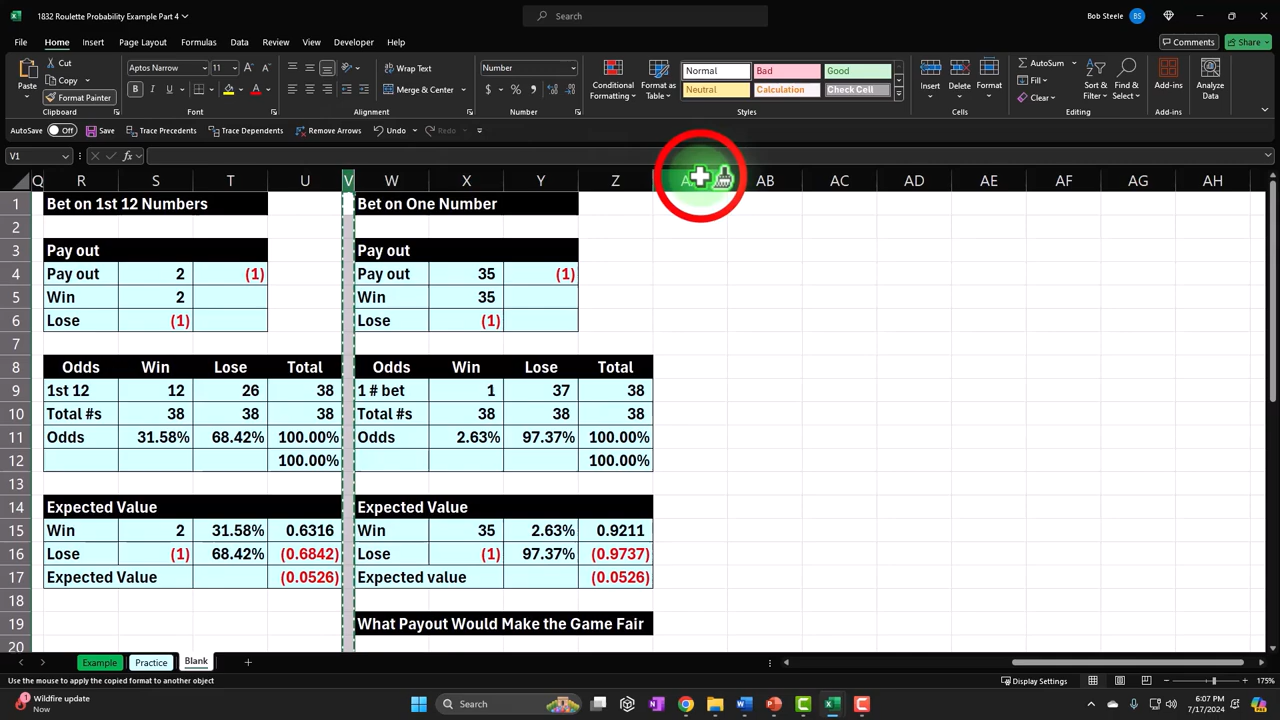 1832 Roulette Probability Example Part 4
Search
Bob Steele BS
File Home Insert Page Layout Formulas Data Review View Developer Help
Comments Share
Paste
Cut
Copy
Format Painter
Clipboard
Aptos Narrow 11
Font
Wrap Text
Merge & Center
Alignment
Number
Number
Conditional Formatting
Format as Table
Normal Bad Good
Neutral Calculation Check Cell
Styles
Insert Delete Format
Cells
AutoSum
Fill
Clear
Sort & Filter
Find & Select
Editing
Add-ins
Add-ins
Analyze Data
AutoSave Off Save Trace Precedents Trace Dependents Remove Arrows Undo Redo
V1 fx
Q R S T U V W X Y Z AB AC AD AE AF AG AH
1 Bet on 1st 12 Numbers Bet on One Number
2
3 Pay out Pay out
4 Pay out 2 (1) Pay out 35 (1)
5 Win 2 Win 35
6 Lose (1) Lose (1)
7
8 Odds Win Lose Total Odds Win Lose Total
9 1st 12 12 26 38 1 # bet 1 37 38
10 Total #s 38 38 38 Total #s 38 38 38
11 Odds 31.58% 68.42% 100.00% Odds 2.63% 97.37% 100.00%
12 100.00% 100.00%
13
14 Expected Value Expected Value
15 Win 2 31.58% 0.6316 Win 35 2.63% 0.9211
16 Lose (1) 68.42% (0.6842) Lose (1) 97.37% (0.9737)
17 Expected Value (0.0526) Expected value (0.0526)
18
19 What Payout Would Make the Game Fair
20
Example Practice Blank
Use the mouse to apply the copied format to another object
Display Settings
175%
1 Wildfire update
Now
Search
6:07 PM
7/17/2024